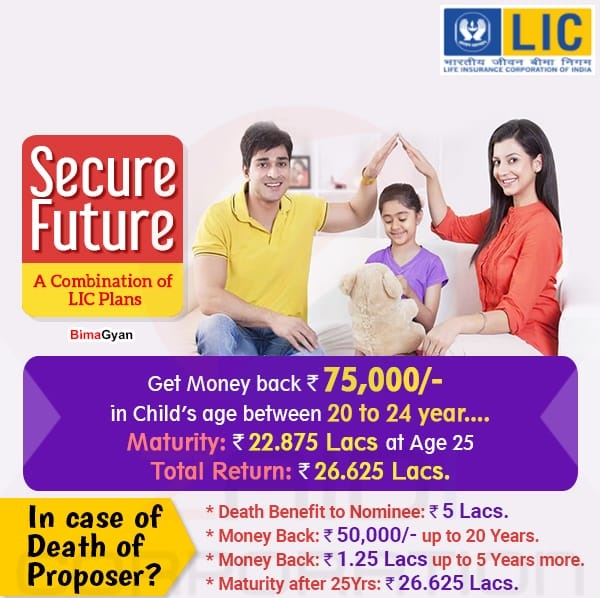 LIC
भारतीय जीवन बीमा निगम
LIFE INSURANCE CORPORATION OF INDIA
Secure
Future
A Combination of
LIC Plans
BimaGyan
Get Money back ₹ 75,000/-
in Child's age between 20 to 24 year....
Maturity: ₹ 22.875 Lacs at Age 25
Total Return: ₹ 26.625 Lacs.
In case of
Death of
Proposer?
* Death Benefit to Nominee: ₹ 5 Lacs.
* Money Back: ₹ 50,000/- up to 20 Years.
* Money Back: ₹ 1.25 Lacs up to 5 Years more.
* Maturity after 25Yrs: ₹ 26.625 Lacs.
CORPORATION